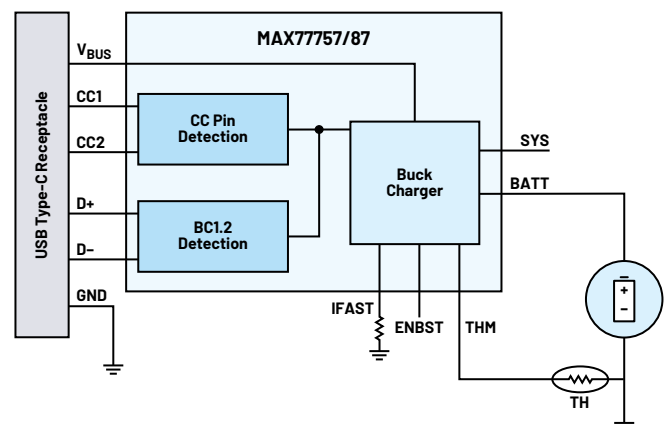 USB Type-C Receptacle
MAX77757/87
VBUS
CC1
CC2
D+
D–
GND
CC Pin
Detection
BC1.2
Detection
Buck
Charger
SYS
BATT
IFAST
ENBST
THM
+
–
TH